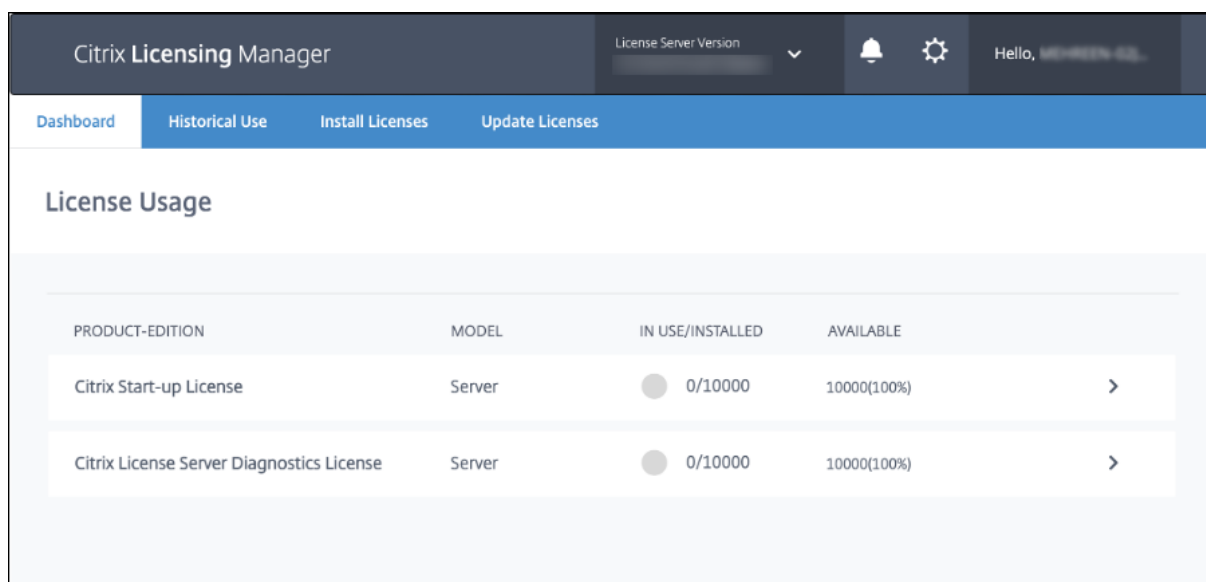 Citrix Licensing Manager
License Server Version
Hello,
Dashboard
Historical Use
Install Licenses
Update Licenses
License Usage
PRODUCT-EDITION MODEL IN USE/INSTALLED AVAILABLE
Citrix Start-up License Server 0/10000 10000(100%)
Citrix License Server Diagnostics License Server 0/10000 10000(100%)